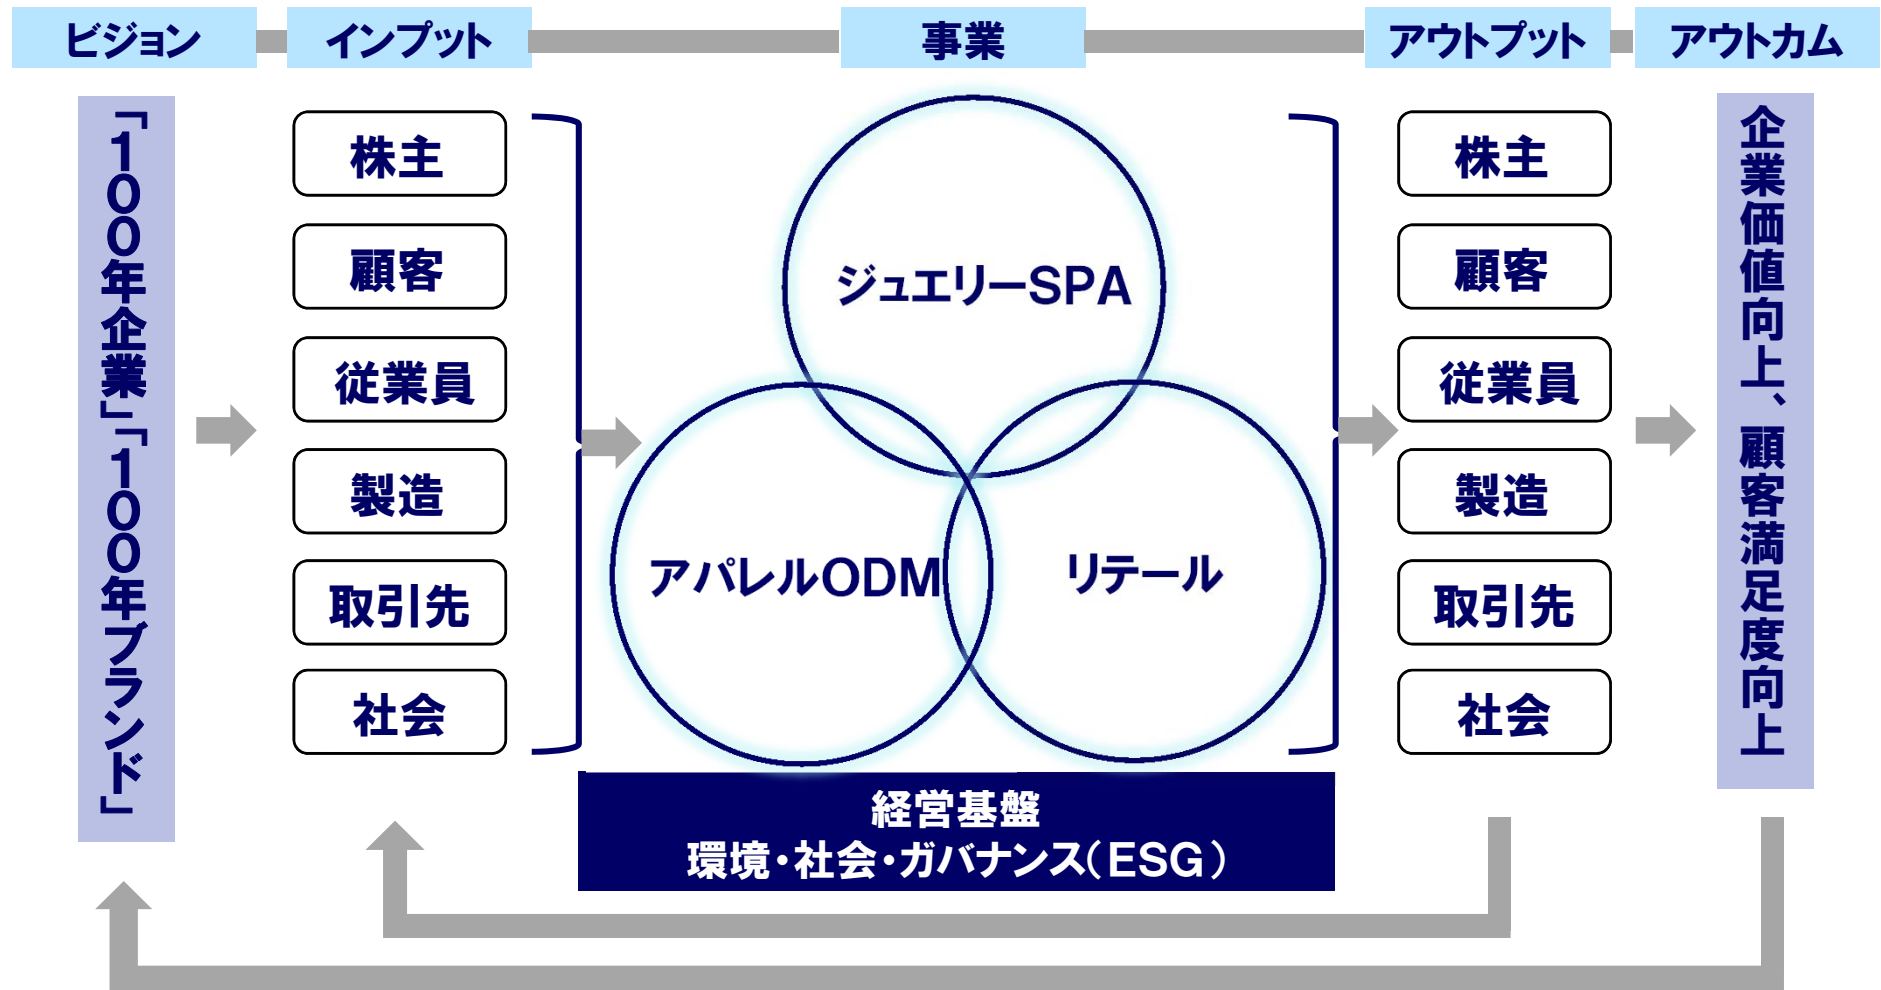 ビジョン
インプット
事業
アウトプット
アウトカム
「100年企業」「100年ブランド」
株主
顧客
従業員
製造
取引先
社会
ジュエリーSPA
アパレルODM
リテール
経営基盤
環境・社会・ガバナンス(ESG)
株主
顧客
従業員
製造
取引先
社会
企業価値向上、顧客満足度向上